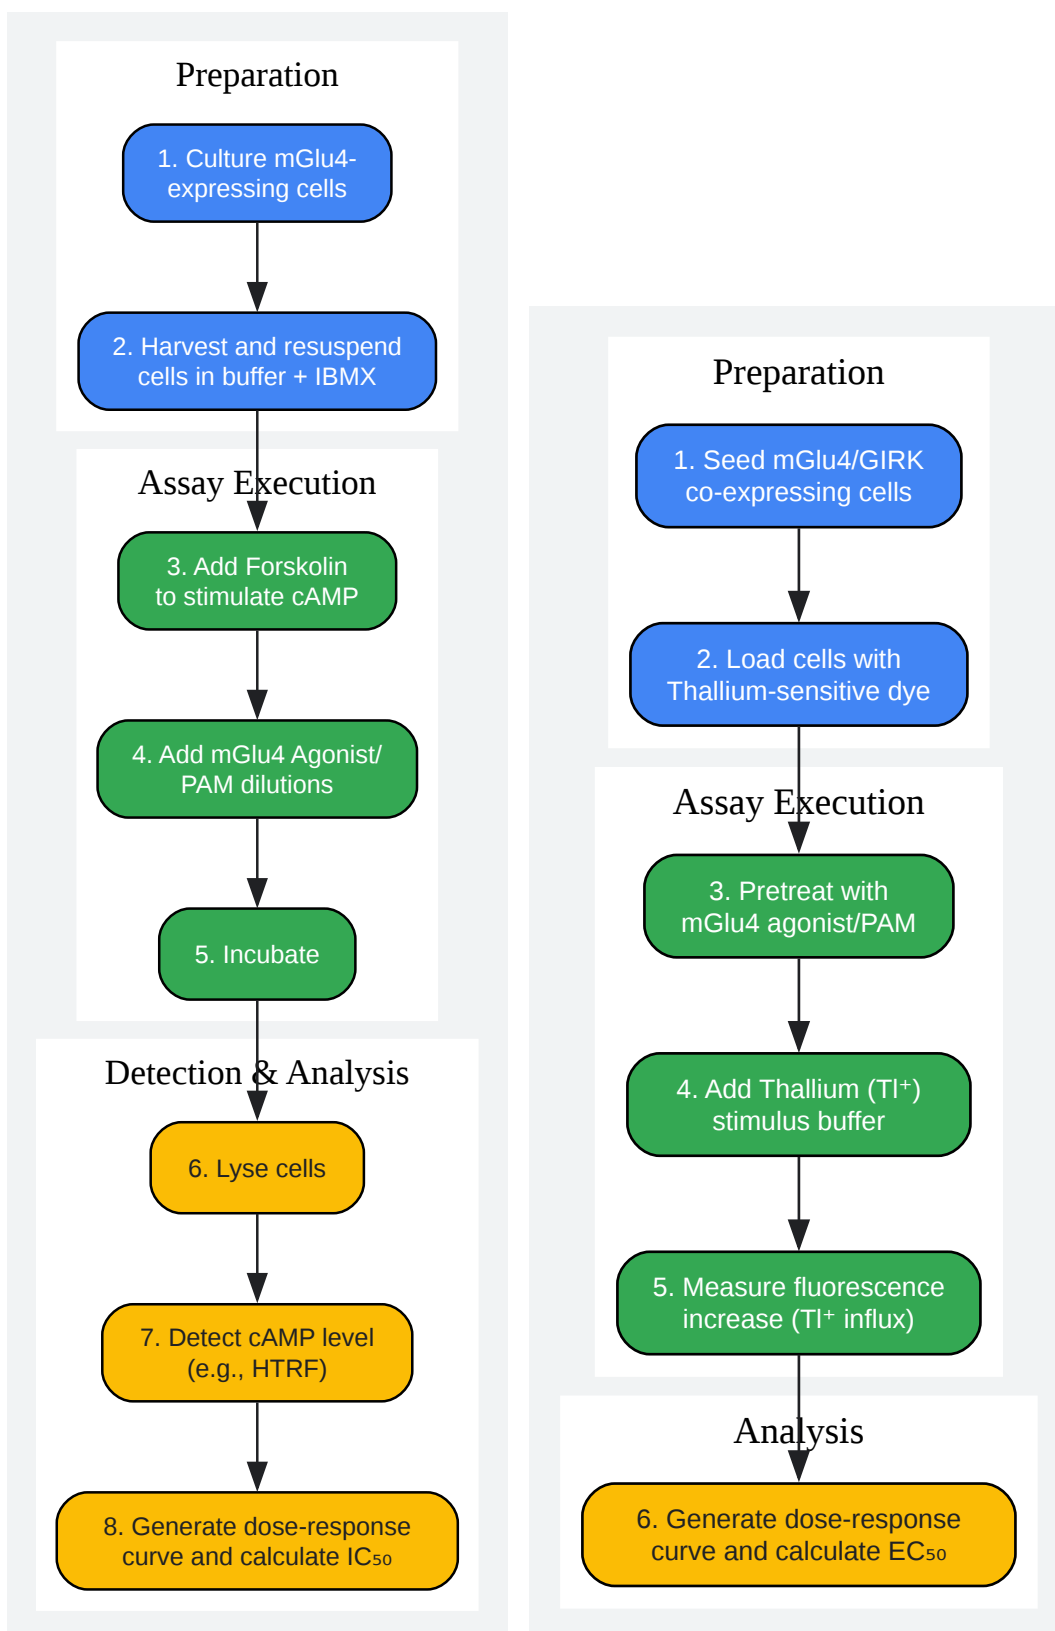 Preparation
1. Culture mGlu4-
expressing cells
2. Harvest and resuspend
cells in buffer + IBMX
Assay Execution
3. Add Forskolin
to stimulate cAMP
4. Add mGlu4 Agonist/
PAM dilutions
5. Incubate
Detection & Analysis
6. Lyse cells
7. Detect cAMP level
(e.g., HTRF)
8. Generate dose-response
curve and calculate IC₅₀
Preparation
1. Seed mGlu4/GIRK
co-expressing cells
2. Load cells with
Thallium-sensitive dye
Assay Execution
3. Pretreat with
mGlu4 agonist/PAM
4. Add Thallium (Tl⁺)
stimulus buffer
5. Measure fluorescence
increase (Tl⁺ influx)
Analysis
6. Generate dose-response
curve and calculate EC₅₀